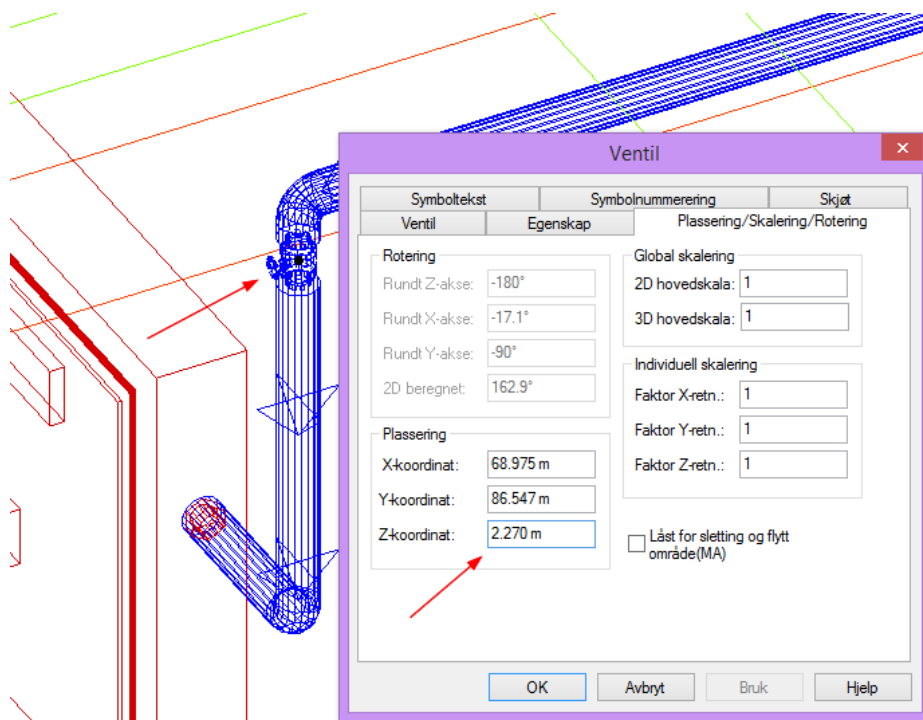 Ventil
Symboltekst
Symbolnummerering
Skjøt
Ventil
Egenskap
Plassering/Skalering/Rotering
Rotering
Rundt Z-akse: -180°
Rundt X-akse: -17.1°
Rundt Y-akse: -90°
2D beregnet: 162.9°
Plassering
X-koordinat: 68.975 m
Y-koordinat: 86.547 m
Z-koordinat: 2.270 m
Global skalering
2D hovedskala: 1
3D hovedskala: 1
Individuell skalering
Faktor X-retn.: 1
Faktor Y-retn.: 1
Faktor Z-retn.: 1
Låst for sletting og flytt
område(MA)
OK
Avbryt
Bruk
Hjelp